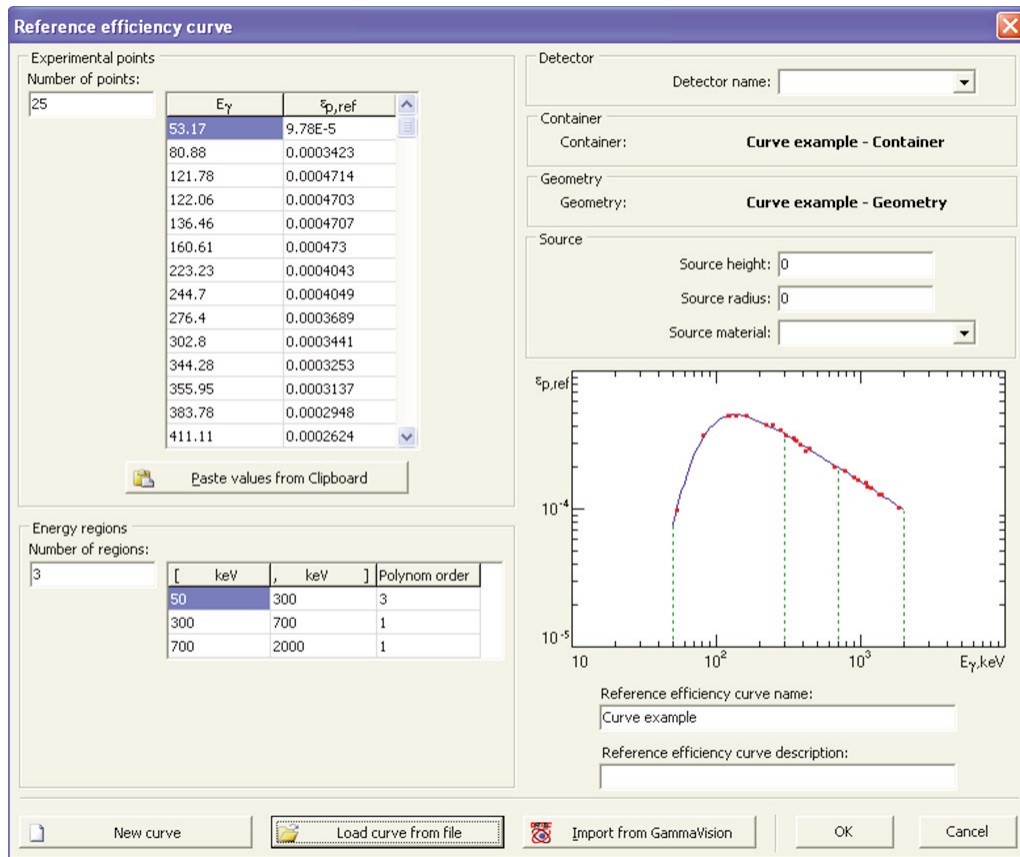 Reference efficiency curve
Experimental points
Number of points:
25
Eγ εp,ref
53.17 9.78E-5
80.88 0.0003423
121.78 0.0004714
122.06 0.0004703
136.46 0.0004707
160.61 0.000473
223.23 0.0004043
244.7 0.0004049
276.4 0.0003689
302.8 0.0003441
344.28 0.0003253
355.95 0.0003137
383.78 0.0002948
411.11 0.0002624
Paste values from Clipboard
Energy regions
Number of regions:
3
[ keV , keV ] Polynom order
50 300 3
300 700 1
700 2000 1
Detector
Detector name:
Container
Container: Curve example - Container
Geometry
Geometry: Curve example - Geometry
Source
Source height: 0
Source radius: 0
Source material:
εp,ref
10^-4
10^-5
10 10^2 10^3 Eγ,keV
Reference efficiency curve name:
Curve example
Reference efficiency curve description:
New curve Load curve from file Import from GammaVision OK Cancel